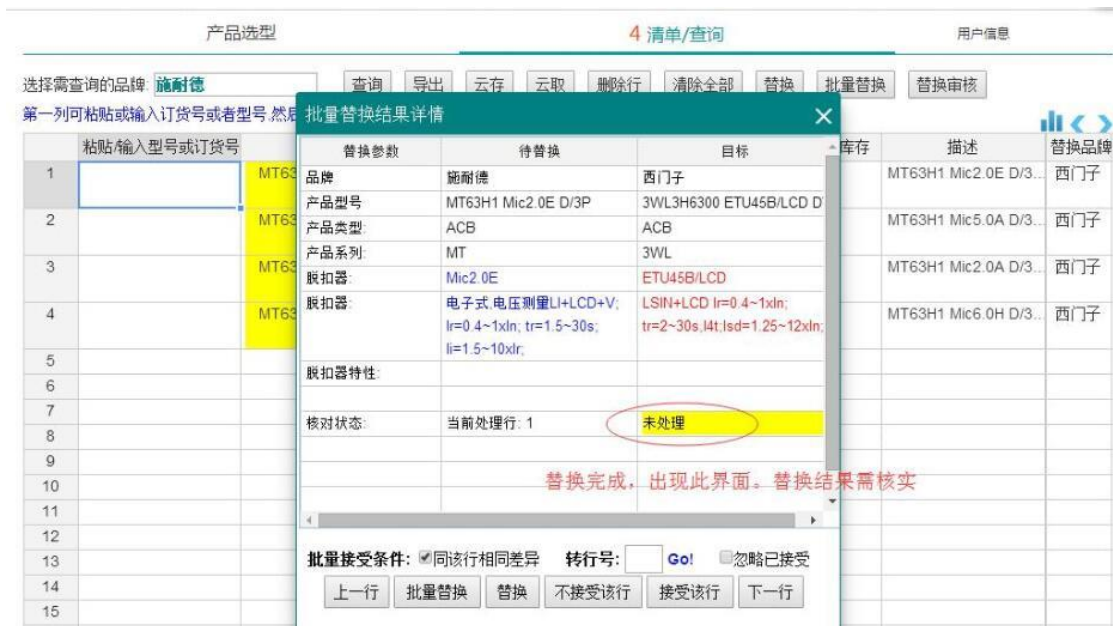 产品选型 4 清单/查询 用户信息
选择需查询的品牌: 施耐德 查询 导出 云存 云取 删除行 清除全部 替换 批量替换 替换审核
第一列可粘贴或输入订货号或者型号,然后
粘贴/输入型号或订货号 库存 描述 替换品牌
1 MT63 MT63H1 Mic2.0E D/3... 西门子
2 MT63 MT63H1 Mic5.0A D/3... 西门子
3 MT63 MT63H1 Mic2.0A D/3... 西门子
4 MT63 MT63H1 Mic6.0H D/3... 西门子
5
6
7
8
9
10
11
12
13
14
15
批量替换结果详情
替换参数 待替换 目标
品牌 施耐德 西门子
产品型号 MT63H1 Mic2.0E D/3P 3WL3H6300 ETU45B/LCD D
产品类型: ACB ACB
产品系列: MT 3WL
脱扣器: Mic2.0E ETU45B/LCD
脱扣器: 电子式,电压测量LI+LCD+V; LSIN+LCD Ir=0.4~1xIn;
Ir=0.4~1xIn; tr=1.5~30s; tr=2~30s,I4t;Isd=1.25~12xIn;
Ii=1.5~10xIr;
脱扣器特性:
核对状态: 当前处理行: 1 未处理
替换完成，出现此界面。替换结果需核实
批量接受条件: 同该行相同差异 转行号: Go! 忽略已接受
上一行 批量替换 替换 不接受该行 接受该行 下一行